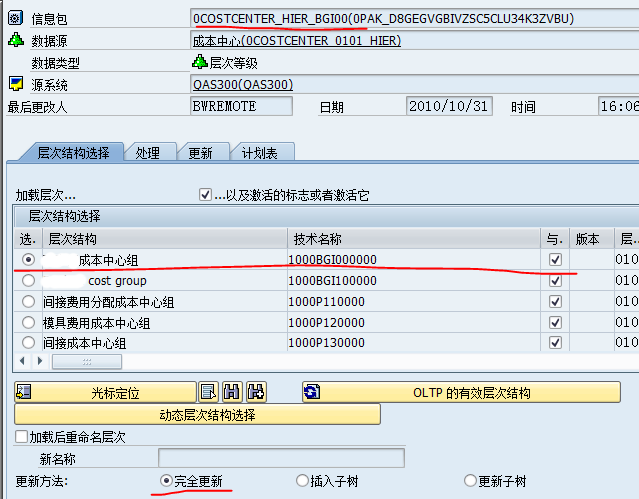 信息包 0COSTCENTER_HIER_BGI00(0PAK_D8GEGVGBIVZSC5CLU34K3ZVBU)
数据源 成本中心(0COSTCENTER_0101_HIER)
数据类型 层次等级
源系统 QAS300(QAS300)
最后更改人 BWREMOTE 日期 2010/10/31 时间 16:06
层次结构选择 处理 更新 计划表
加载层次... ...以及激活的标志或者激活它
层次结构选择
选. 层次结构 技术名称 与. 版本 层.
成本中心组 1000BGI000000 010
cost group 1000BGI100000 010
间接费用分配成本中心组 1000P110000 010
模具费用成本中心组 1000P120000 010
间接成本中心组 1000P130000 010
光标定位 OLTP 的有效层次结构
动态层次结构选择
加载后重命名层次
新名称
更新方法: 完全更新 插入子树 更新子树